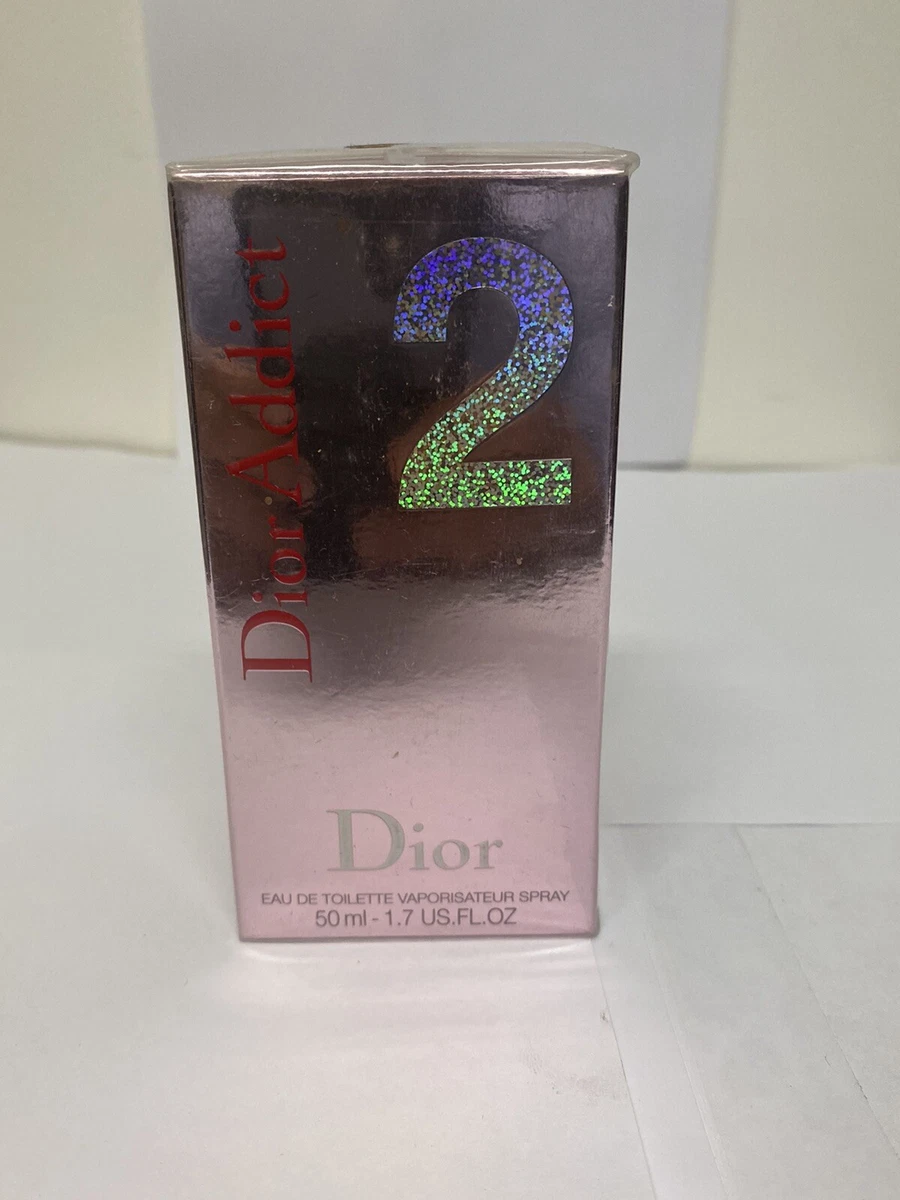 Dior Addict
2
Dior
EAU DE TOILETTE VAPORISATEUR SPRAY
50 ml - 1.7 US.FL.OZ